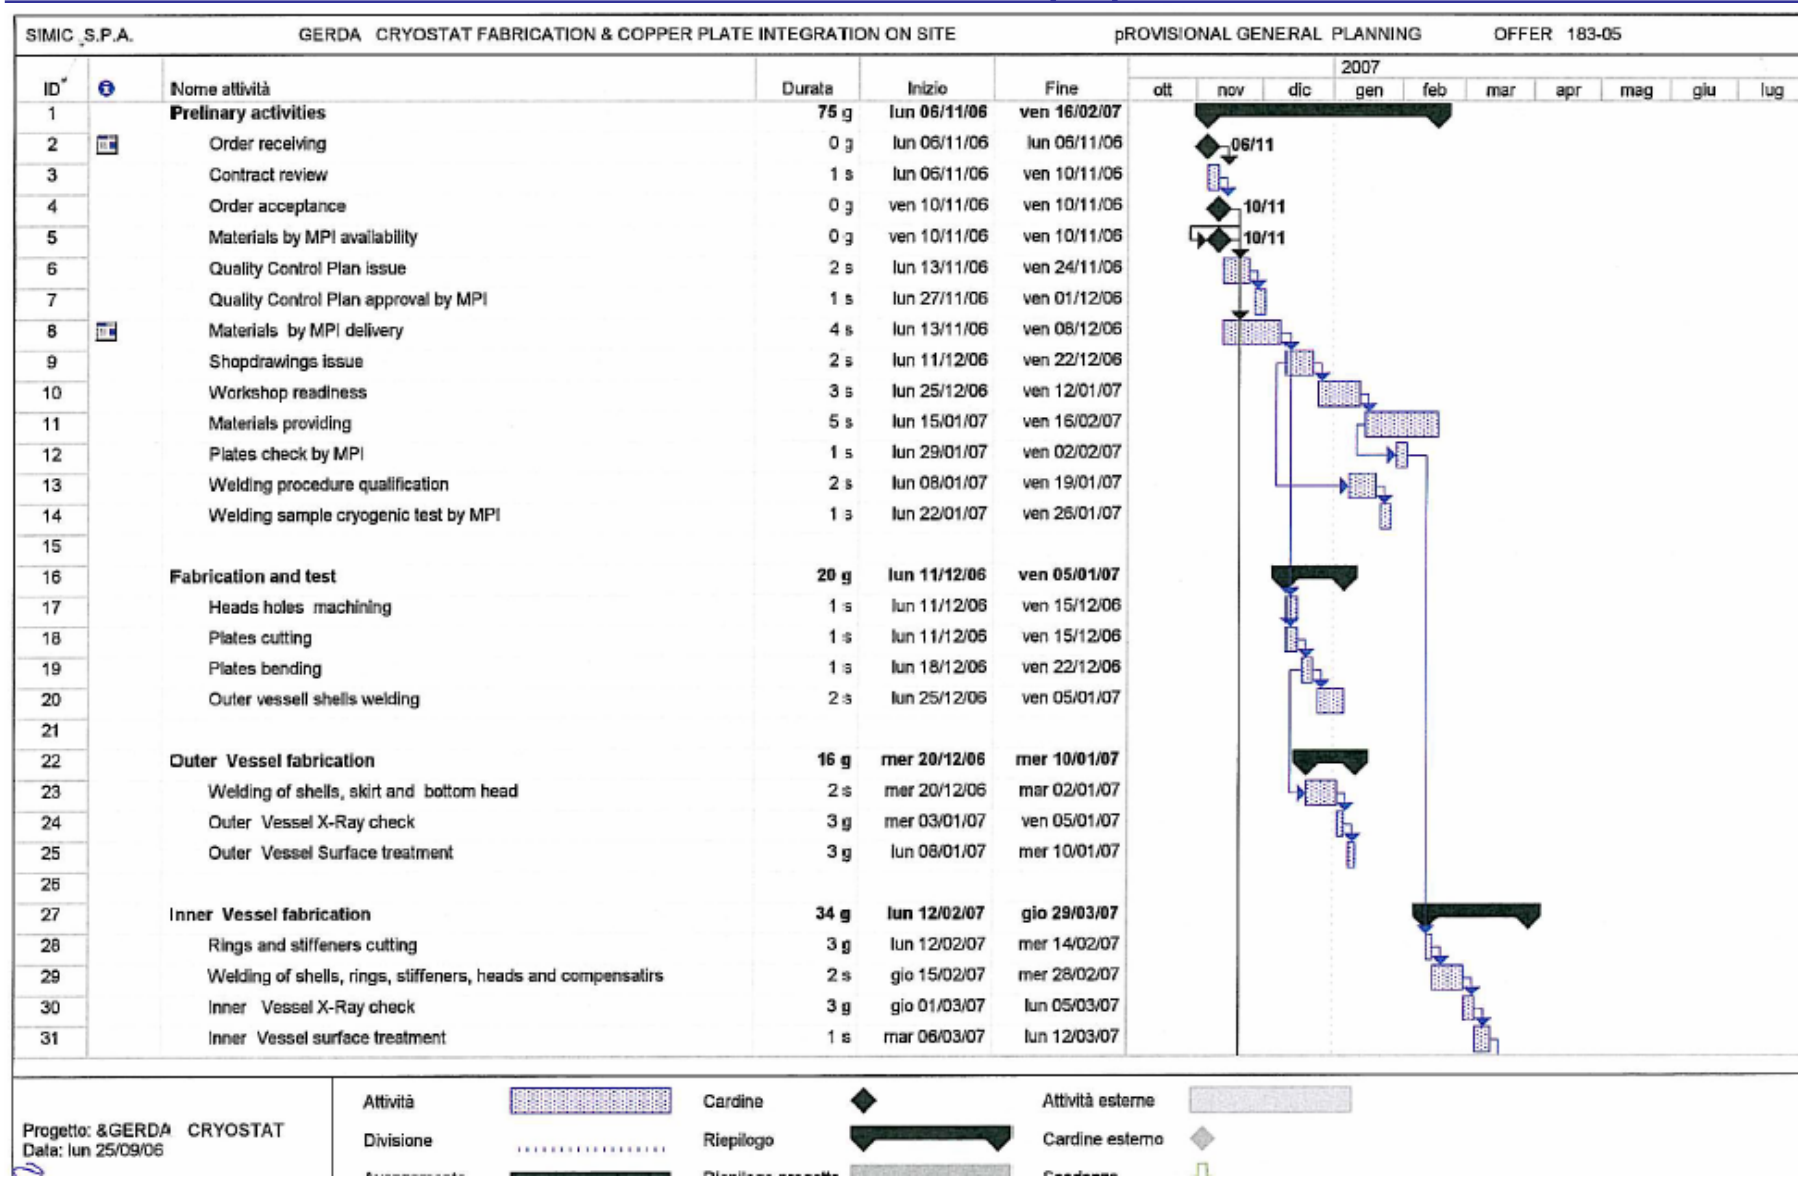 SIMIC S.P.A. GERDA CRYOSTAT FABRICATION & COPPER PLATE INTEGRATION ON SITE pROVISIONAL GENERAL PLANNING OFFER 183-05
2007
ID Nome attività Durata Inizio Fine ott nov dic gen feb mar apr mag giu lug
1 Prelinary activities 75 g lun 06/11/06 ven 16/02/07
2 Order receiving 0 g lun 06/11/06 lun 06/11/06 06/11
3 Contract review 1 s lun 06/11/06 ven 10/11/06
4 Order acceptance 0 g ven 10/11/06 ven 10/11/06 10/11
5 Materials by MPI availability 0 g ven 10/11/06 ven 10/11/06 10/11
6 Quality Control Plan issue 2 s lun 13/11/06 ven 24/11/06
7 Quality Control Plan approval by MPI 1 s lun 27/11/06 ven 01/12/06
8 Materials by MPI delivery 4 s lun 13/11/06 ven 08/12/06
9 Shopdrawings issue 2 s lun 11/12/06 ven 22/12/06
10 Workshop readiness 3 s lun 25/12/06 ven 12/01/07
11 Materials providing 5 s lun 15/01/07 ven 16/02/07
12 Plates check by MPI 1 s lun 29/01/07 ven 02/02/07
13 Welding procedure qualification 2 s lun 08/01/07 ven 19/01/07
14 Welding sample cryogenic test by MPI 1 s lun 22/01/07 ven 26/01/07
15
16 Fabrication and test 20 g lun 11/12/06 ven 05/01/07
17 Heads holes machining 1 s lun 11/12/06 ven 15/12/06
18 Plates cutting 1 s lun 11/12/06 ven 15/12/06
19 Plates bending 1 s lun 18/12/06 ven 22/12/06
20 Outer vessell shells welding 2 s lun 25/12/06 ven 05/01/07
21
22 Outer Vessel fabrication 16 g mer 20/12/06 mer 10/01/07
23 Welding of shells, skirt and bottom head 2 s mer 20/12/06 mar 02/01/07
24 Outer Vessel X-Ray check 3 g mer 03/01/07 ven 05/01/07
25 Outer Vessel Surface treatment 3 g lun 08/01/07 mer 10/01/07
26
27 Inner Vessel fabrication 34 g lun 12/02/07 gio 29/03/07
28 Rings and stiffeners cutting 3 g lun 12/02/07 mer 14/02/07
29 Welding of shells, rings, stiffeners, heads and compensatirs 2 s gio 15/02/07 mer 28/02/07
30 Inner Vessel X-Ray check 3 g gio 01/03/07 lun 05/03/07
31 Inner Vessel surface treatment 1 s mar 06/03/07 lun 12/03/07
Attività Cardine Attività esterne
Progetto: &GERDA CRYOSTAT
Data: lun 25/09/06
Divisione Riepilogo Cardine esterno